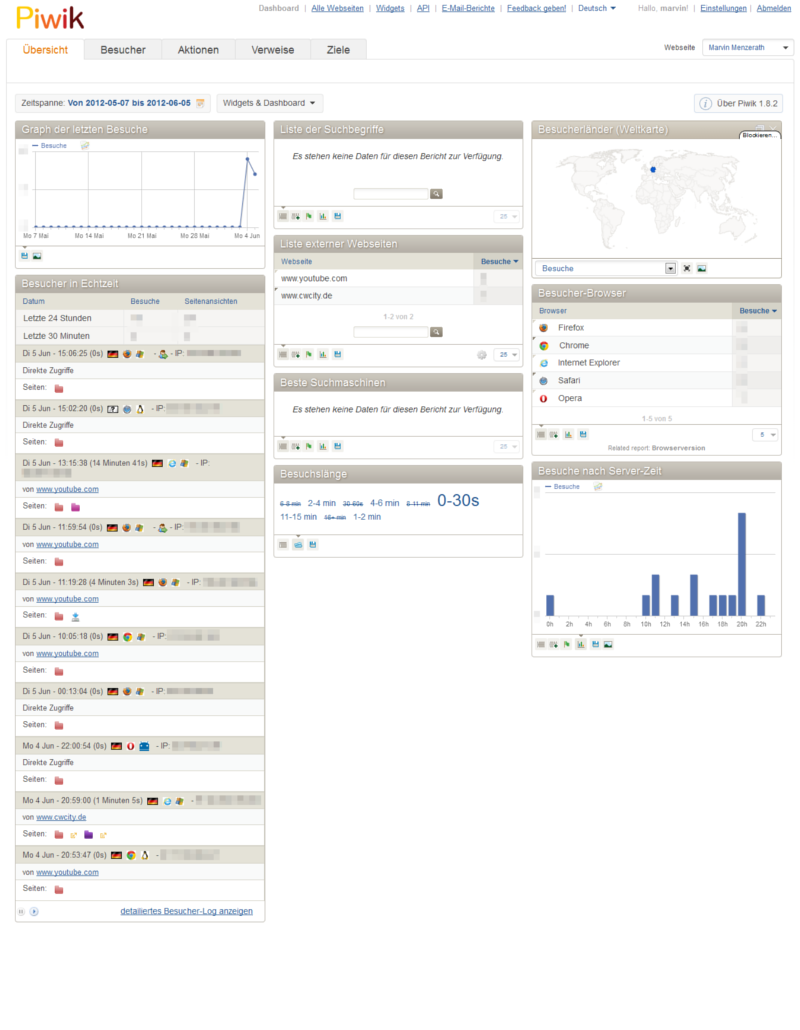 Piwik
Dashboard | Alle Webseiten | Widgets | API | E-Mail-Berichte | Feedback geben! | Deutsch
Hallo, marvin! | Einstellungen | Abmelden
Übersicht
Besucher
Aktionen
Verweise
Ziele
Webseite
Marvin Menzerath
Zeitspanne: Von 2012-05-07 bis 2012-06-05
Widgets & Dashboard
Über Piwik 1.8.2
Graph der letzten Besuche
Besuche
Mo 7 Mai Mo 14 Mai Mo 21 Mai Mo 28 Mai Mo 4 Jun
Besucher in Echtzeit
Datum Besuche Seitenansichten
Letzte 24 Stunden
Letzte 30 Minuten
Di 5 Jun - 15:06:25 (0s) - - IP:
Direkte Zugriffe
Seiten:
Di 5 Jun - 15:02:20 (0s) - IP:
Direkte Zugriffe
Seiten:
Di 5 Jun - 13:15:38 (14 Minuten 41s) - IP:
von www.youtube.com
Seiten:
Di 5 Jun - 11:59:54 (0s) - - IP:
von www.youtube.com
Seiten:
Di 5 Jun - 11:19:28 (4 Minuten 3s) - IP:
von www.youtube.com
Seiten:
Di 5 Jun - 10:05:18 (0s) - IP:
von www.youtube.com
Seiten:
Di 5 Jun - 00:13:04 (0s) - IP:
Direkte Zugriffe
Seiten:
Mo 4 Jun - 22:00:54 (0s) - IP:
Direkte Zugriffe
Seiten:
Mo 4 Jun - 20:59:00 (1 Minuten 5s) -
von www.cwcity.de
Seiten:
Mo 4 Jun - 20:53:47 (0s) -
von www.youtube.com
Seiten:
detailiertes Besucher-Log anzeigen
Liste der Suchbegriffe
Es stehen keine Daten für diesen Bericht zur Verfügung.
25
Liste externer Webseiten
Webseite Besuche
www.youtube.com
www.cwcity.de
1-2 von 2
25
Beste Suchmaschinen
Es stehen keine Daten für diesen Bericht zur Verfügung.
25
Besuchslänge
6-8 min 2-4 min 30-60s 4-6 min 8-11 min 0-30s
11-15 min 15+ min 1-2 min
Besucherländer (Weltkarte)
Blockieren...
Besuche
Besucher-Browser
Browser Besuche
Firefox
Chrome
Internet Explorer
Safari
Opera
1-5 von 5
5
Related report: Browserversion
Besuche nach Server-Zeit
Besuche
0h 2h 4h 6h 8h 10h 12h 14h 16h 18h 20h 22h